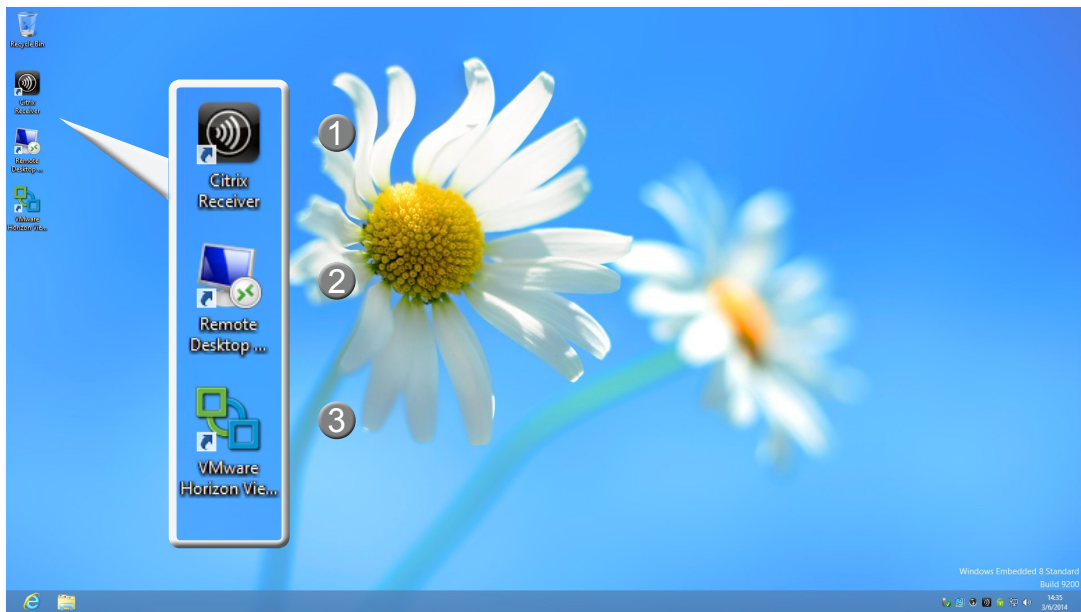 Recycle Bin
Citrix
Receiver
Remote
Desktop ...
VMware
Horizon Vie...
Citrix
Receiver
1
Remote
Desktop ...
2
VMware
Horizon Vie...
3
Windows Embedded 8 Standard
Build 9200
14:35
3/6/2014